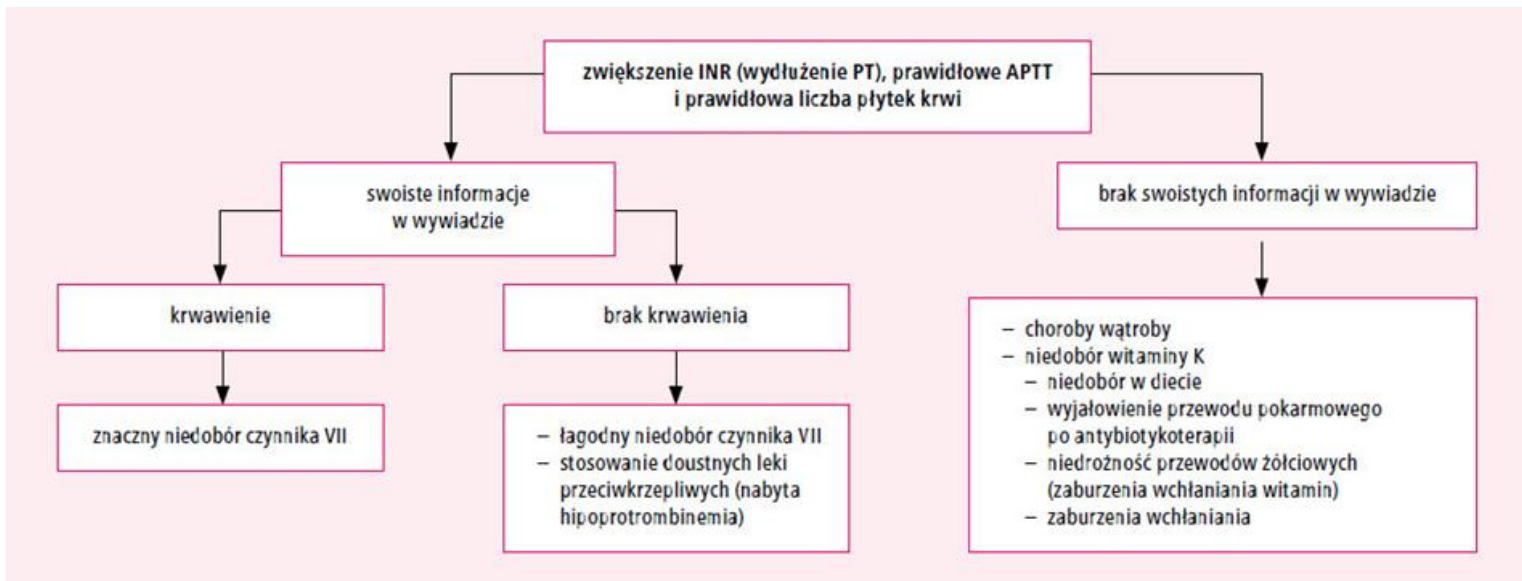 zwiększenie INR (wydłużenie PT), prawidłowe APTT
i prawidłowa liczba płytek krwi
swoiste informacje
w wywiadzie
brak swoistych informacji w wywiadzie
krwawienie
brak krwawienia
znaczny niedobór czynnika VII
– łagodny niedobór czynnika VII
– stosowanie doustnych leki
przeciwkrzepliwych (nabyta
hipoprotrombinemia)
– choroby wątroby
– niedobór witaminy K
– niedobór w diecie
– wyjałowienie przewodu pokarmowego
po antybiotykoterapii
– niedrożność przewodów żółciowych
(zaburzenia wchłaniania witamin)
– zaburzenia wchłaniania